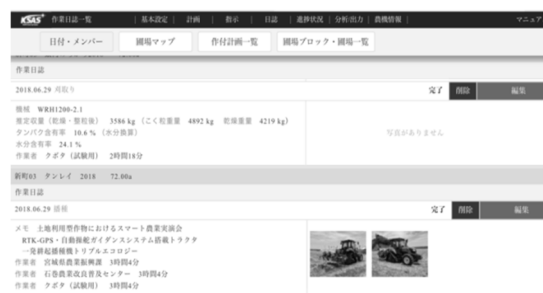 KSAS 作業日誌一覧 | 基本設定 | 計画 | 指示 | 日誌 | 進捗状況 | 分析/出力 | 農機情報 | マニュア
日付・メンバー 圃場マップ 作付計画一覧 圃場ブロック・圃場一覧
作業日誌
2018.06.29 刈取り 完了 削除 編集
機械 WRH1200-2.1
推定収量(乾燥・整粒後) 3586 kg (こく粒重量 4892 kg 乾燥重量 4219 kg)
タンパク含有率 10.6 % (水分換算)
水分含有率 24.1 %
作業者 クボタ(試験用) 2時間18分
写真がありません
新町03 タンレイ 2018 72.00a
作業日誌
2018.06.29 播種 完了 削除 編集
メモ 土地利用型作物におけるスマート農業実演会
RTK-GPS・自動操舵ガイダンスシステム搭載トラクタ
一発耕起播種機トリプルエコロジー
作業者 宮城県農業振興課 3時間4分
作業者 石巻農業改良普及センター 3時間4分
作業者 クボタ(試験用) 3時間4分